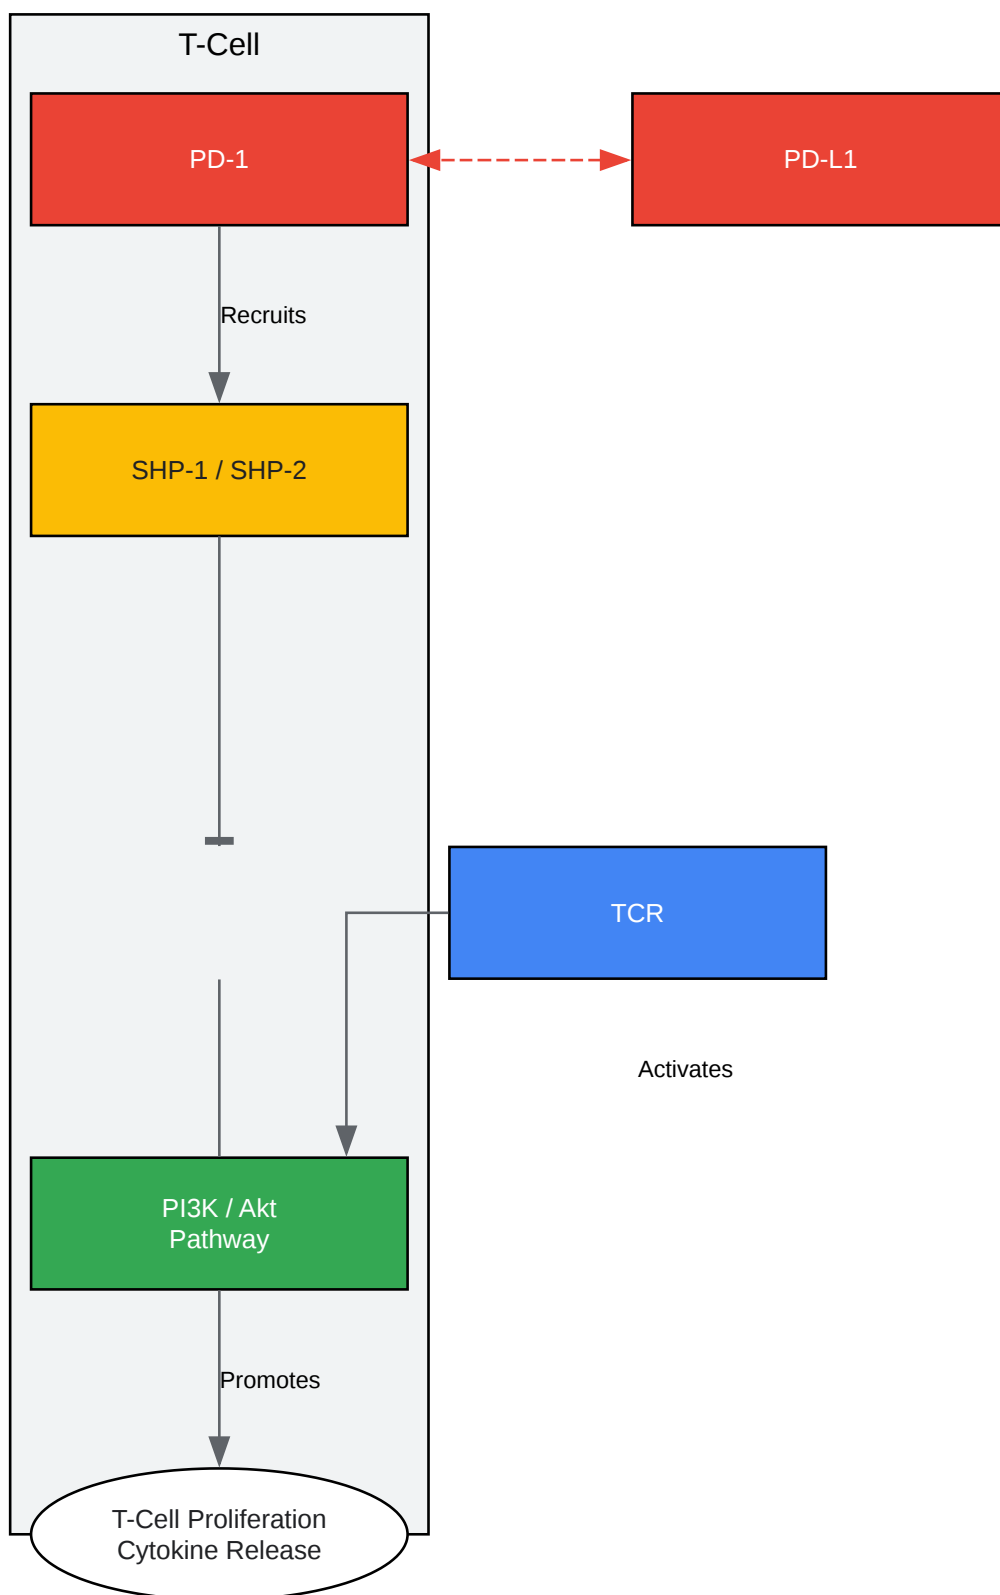 T-Cell
PD-1
PD-L1
Recruits
SHP-1 / SHP-2
TCR
Activates
PI3K / Akt
Pathway
Promotes
T-Cell Proliferation
Cytokine Release